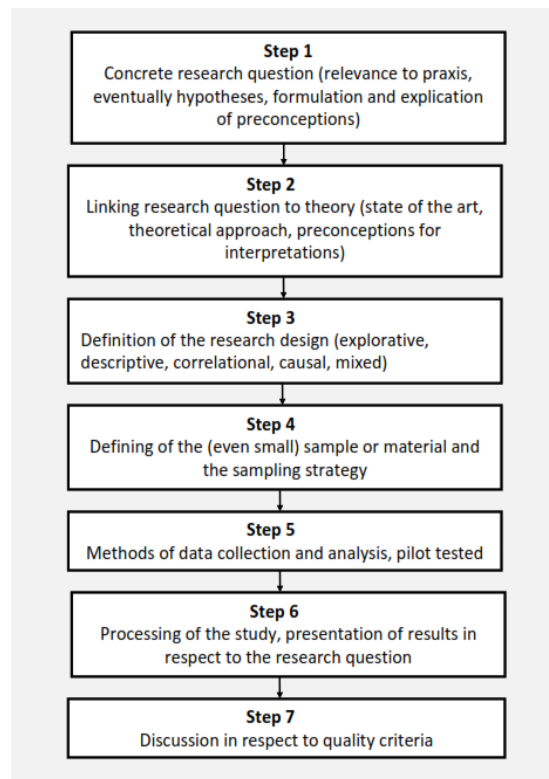 Step 1
Concrete research question (relevance to praxis,
eventually hypotheses, formulation and explication
of preconceptions)
Step 2
Linking research question to theory (state of the art,
theoretical approach, preconceptions for
interpretations)
Step 3
Definition of the research design (explorative,
descriptive, correlational, causal, mixed)
Step 4
Defining of the (even small) sample or material and
the sampling strategy
Step 5
Methods of data collection and analysis, pilot tested
Step 6
Processing of the study, presentation of results in
respect to the research question
Step 7
Discussion in respect to quality criteria